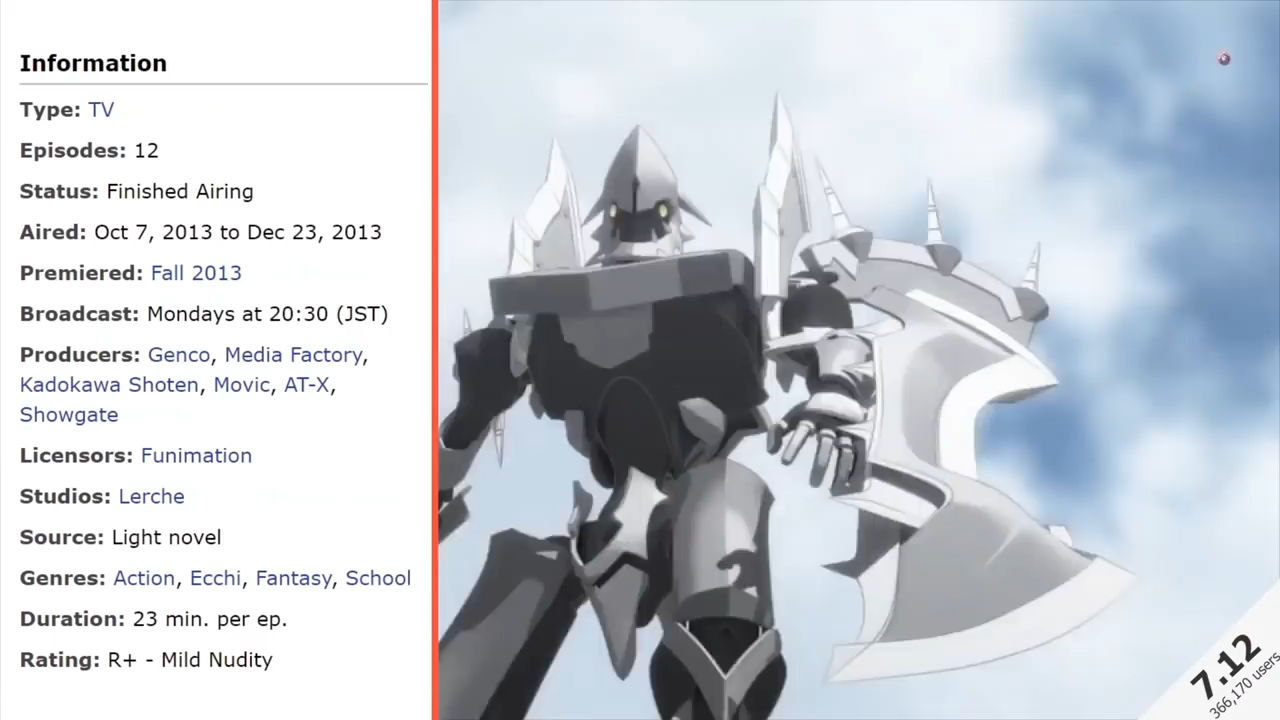 Information
Type: TV
Episodes: 12
Status: Finished Airing
Aired: Oct 7, 2013 to Dec 23, 2013
Premiered: Fall 2013
Broadcast: Mondays at 20:30 (JST)
Producers: Genco, Media Factory,
Kadokawa Shoten, Movic, AT-X,
Showgate
Licensors: Funimation
Studios: Lerche
Source: Light novel
Genres: Action, Ecchi, Fantasy, School
Duration: 23 min. per ep.
Rating: R+ - Mild Nudity
7.12
366,170 users